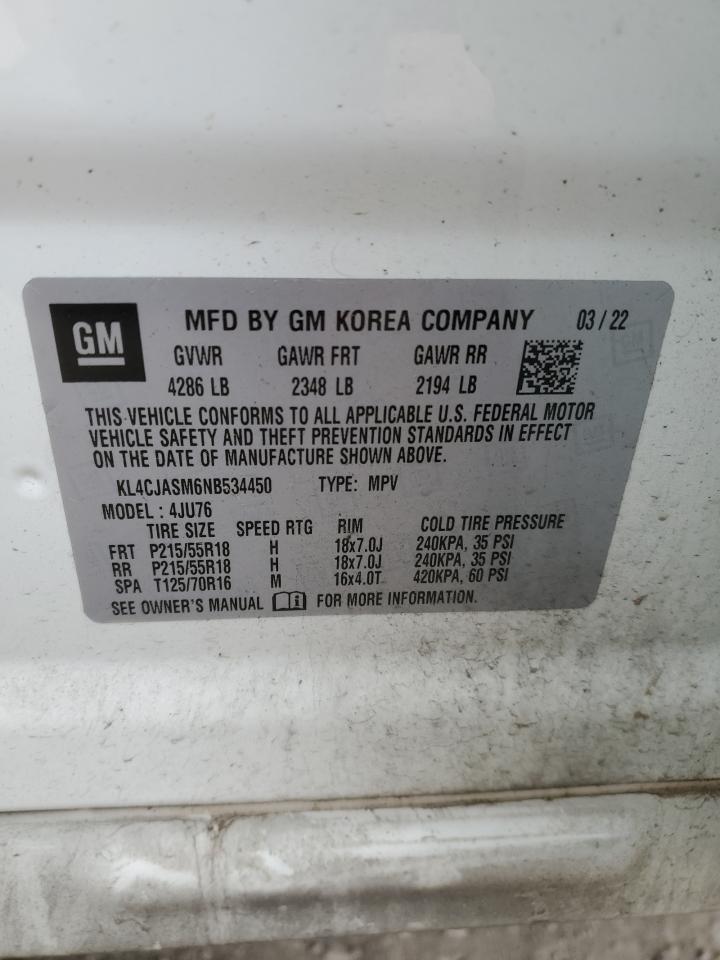 GM MFD BY GM KOREA COMPANY 03 / 22
GVWR GAWR FRT GAWR RR
4286 LB 2348 LB 2194 LB
THIS VEHICLE CONFORMS TO ALL APPLICABLE U.S. FEDERAL MOTOR
VEHICLE SAFETY AND THEFT PREVENTION STANDARDS IN EFFECT
ON THE DATE OF MANUFACTURE SHOWN ABOVE.
KL4CJASM6NB534450 TYPE: MPV
MODEL : 4JU76
TIRE SIZE SPEED RTG RIM COLD TIRE PRESSURE
FRT P215/55R18 H 18x7.0J 240KPA, 35 PSI
RR P215/55R18 H 18x7.0J 240KPA, 35 PSI
SPA T125/70R16 M 16x4.0T 420KPA, 60 PSI
SEE OWNER'S MANUAL FOR MORE INFORMATION.